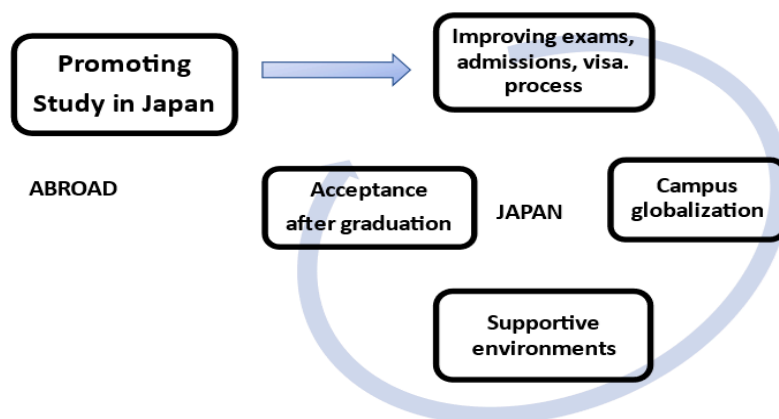 Promoting
Study in Japan
Improving exams,
admissions, visa.
process
ABROAD
Acceptance
after graduation
JAPAN
Campus
globalization
Supportive
environments